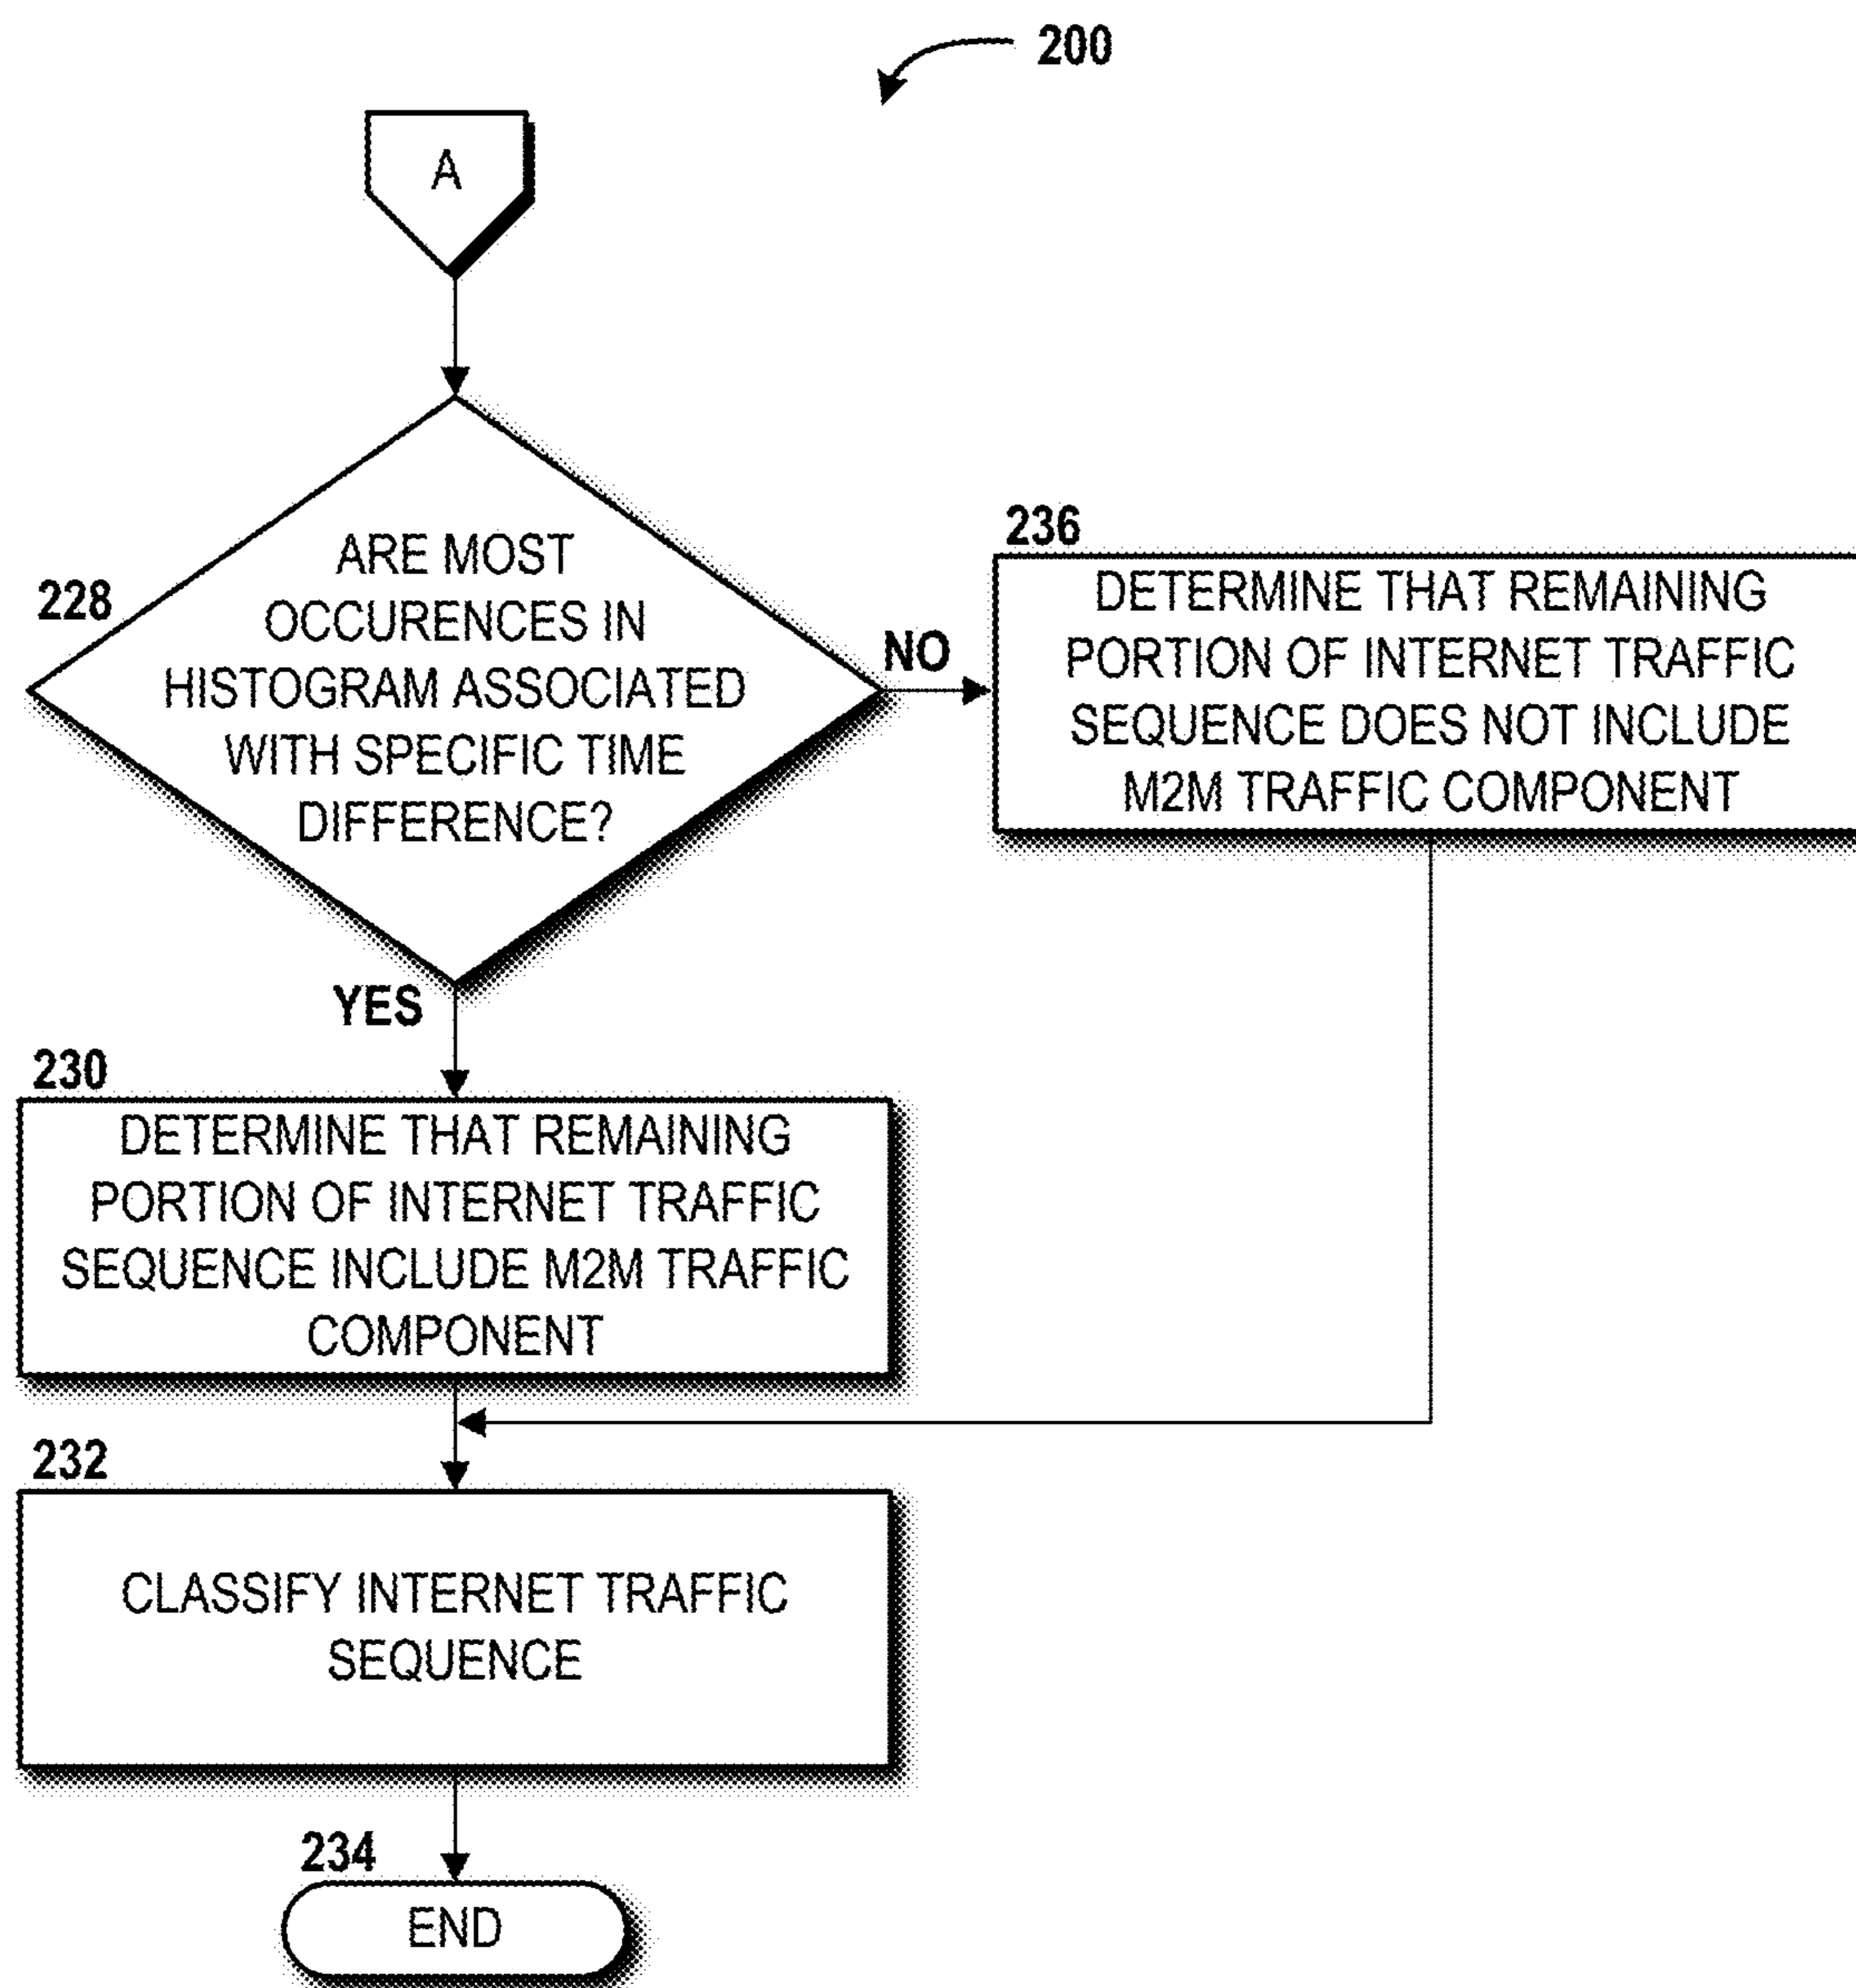 200
A
228
ARE MOST
OCCURENCES IN
HISTOGRAM ASSOCIATED
WITH SPECIFIC TIME
DIFFERENCE?
NO
236
DETERMINE THAT REMAINING
PORTION OF INTERNET TRAFFIC
SEQUENCE DOES NOT INCLUDE
M2M TRAFFIC COMPONENT
YES
230
DETERMINE THAT REMAINING
PORTION OF INTERNET TRAFFIC
SEQUENCE INCLUDE M2M TRAFFIC
COMPONENT
232
CLASSIFY INTERNET TRAFFIC
SEQUENCE
234
END